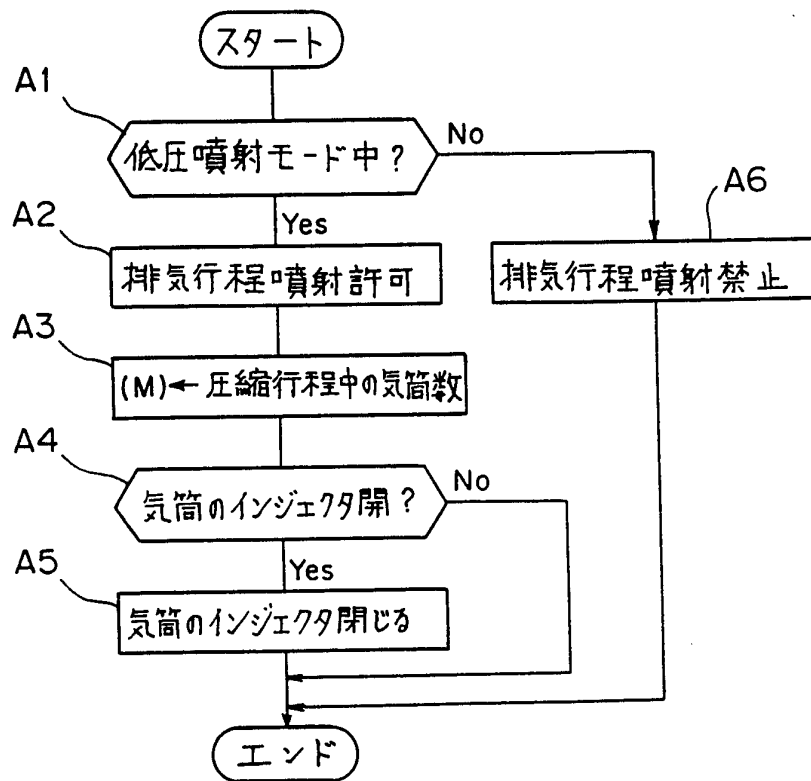 スタート
A1
低圧噴射モード中?
No
A6
A2
Yes
排気行程噴射許可
排気行程噴射禁止
A3
(M)← 圧縮行程中の気筒数
A4
気筒のインジェクタ開?
No
A5
Yes
気筒のインジェクタ閉じる
エンド